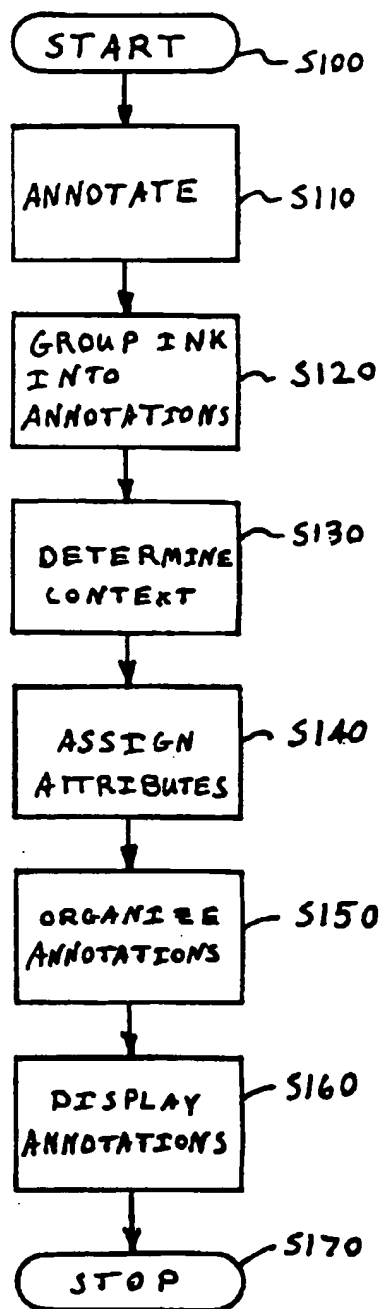 START S100
ANNOTATE S110
GROUP INK
INTO S120
ANNOTATIONS
S130
DETERMINE
CONTEXT
ASSIGN S140
ATTRIBUTES
ORGANIZE S150
ANNOTATIONS
DISPLAY S160
ANNOTATIONS
S170
STOP